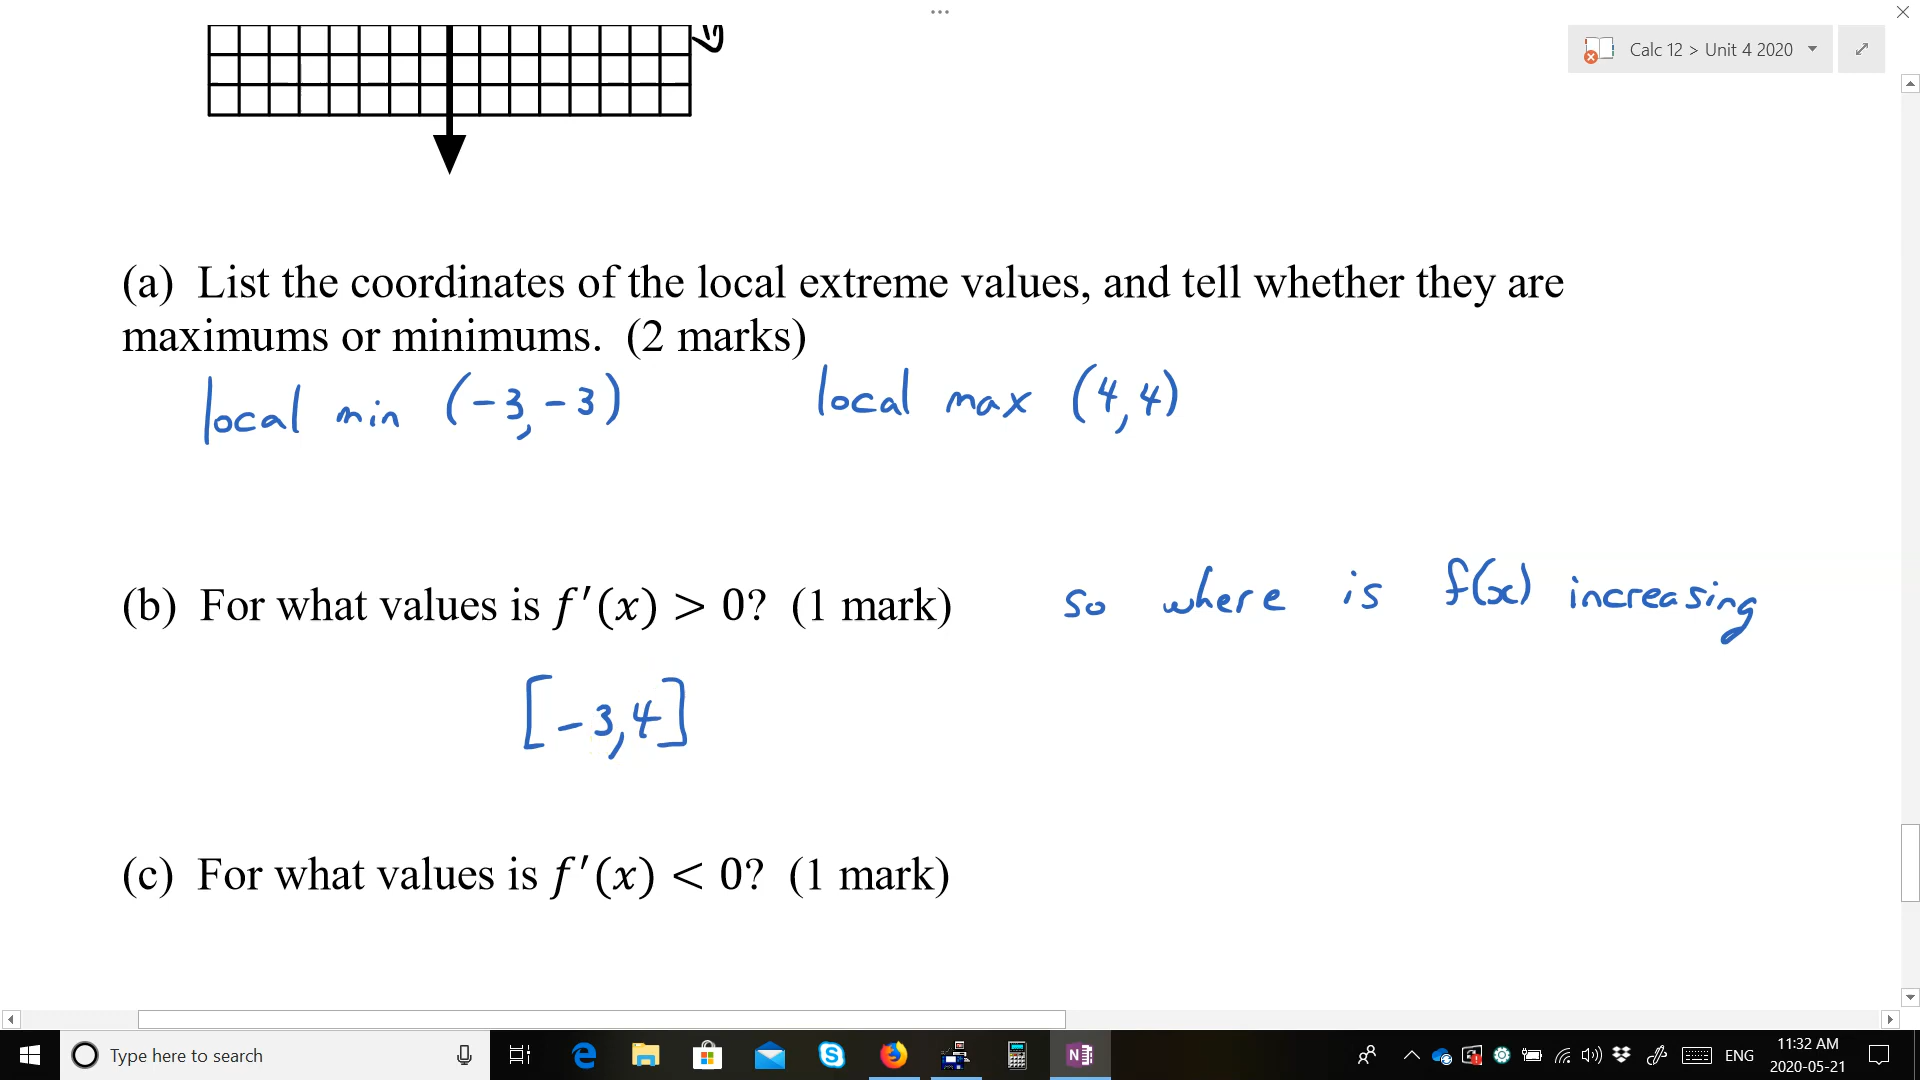 Calc 12 > Unit 4 2020
(a) List the coordinates of the local extreme values, and tell whether they are
maximums or minimums. (2 marks)
local min (-3,-3) local max (4,4)
(b) For what values is f′(x) > 0? (1 mark) so where is f(x) increasing
[-3,4]
(c) For what values is f′(x) < 0? (1 mark)
Type here to search
ENG
11:32 AM
2020-05-21